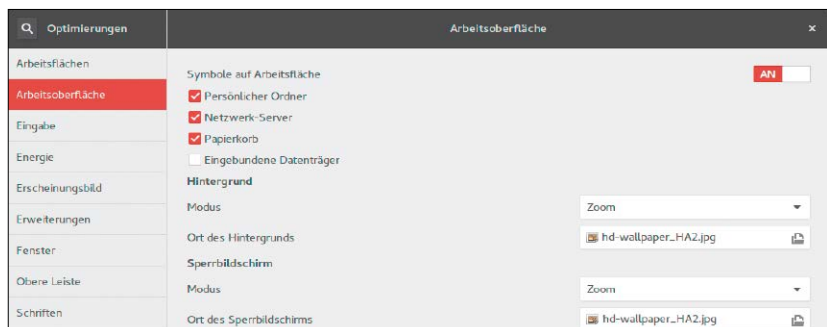 Optimierungen
Arbeitsoberfläche
×
Arbeitsflächen
Arbeitsoberfläche
Eingabe
Energie
Erscheinungsbild
Erweiterungen
Fenster
Obere Leiste
Schriften
Symbole auf Arbeitsfläche
AN
Persönlicher Ordner
Netzwerk-Server
Papierkorb
Eingebundene Datenträger
Hintergrund
Modus Zoom
Ort des Hintergrunds hd-wallpaper_HA2.jpg
Sperrbildschirm
Modus Zoom
Ort des Sperrbildschirms hd-wallpaper_HA2.jpg